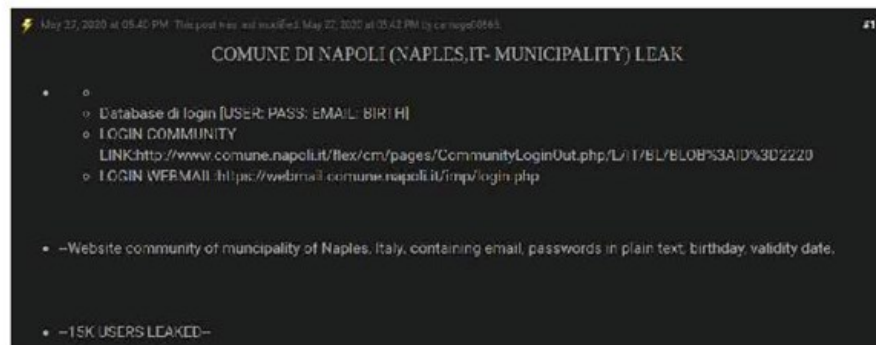 May 27, 2020 at 05:40 PM This post was last modified: May 27, 2020 at 05:42 PM by
#1
COMUNE DI NAPOLI (NAPLES,IT- MUNICIPALITY) LEAK
Database di login [USER: PASS: EMAIL: BIRTH]
LOGIN COMMUNITY
LINK:http://www.comune.napoli.it/flex/cm/pages/CommunityLoginOut.php/L/IT/BL/BLOB%3AID%3D2220
LOGIN WEBMAIL:https://webmail.comune.napoli.it/imp/login.php
--Website community of muncipality of Naples, Italy, containing email, passwords in plain text, birthday, validity date.
--15K USERS LEAKED--